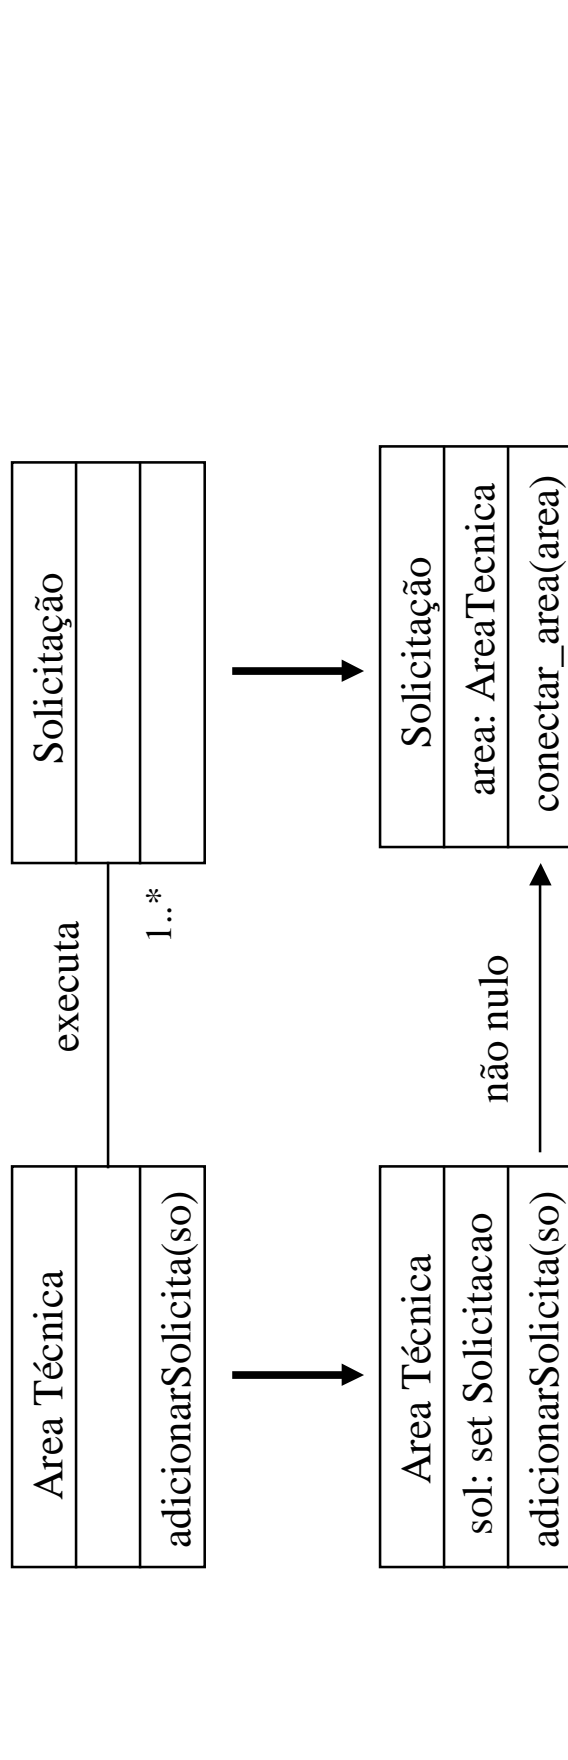 Area Técnica
adicionarSolicita(so)
executa
1..*
Solicitação
Area Técnica
sol: set Solicitacao
adicionarSolicita(so)
não nulo
Solicitação
area: AreaTecnica
conectar_area(area)